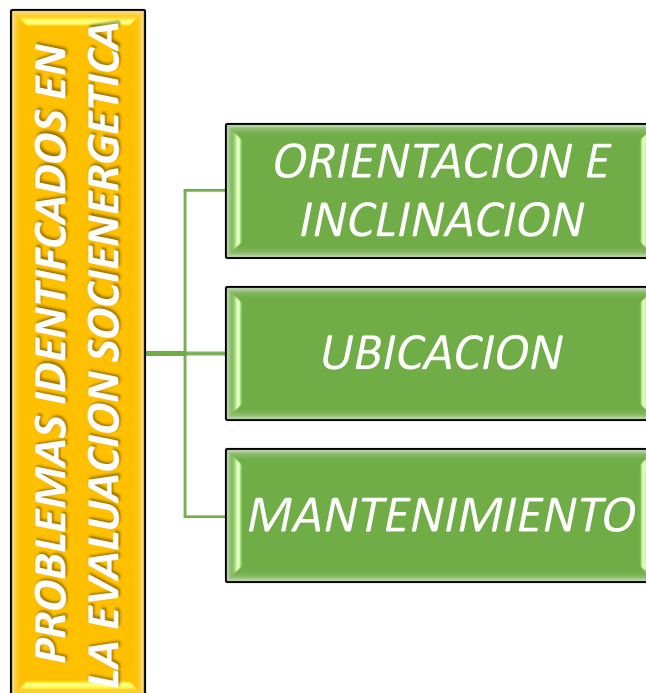 PROBLEMAS IDENTIFCADOS EN
LA EVALUACION SOCIENERGETICA
ORIENTACION E
INCLINACION
UBICACION
MANTENIMIENTO